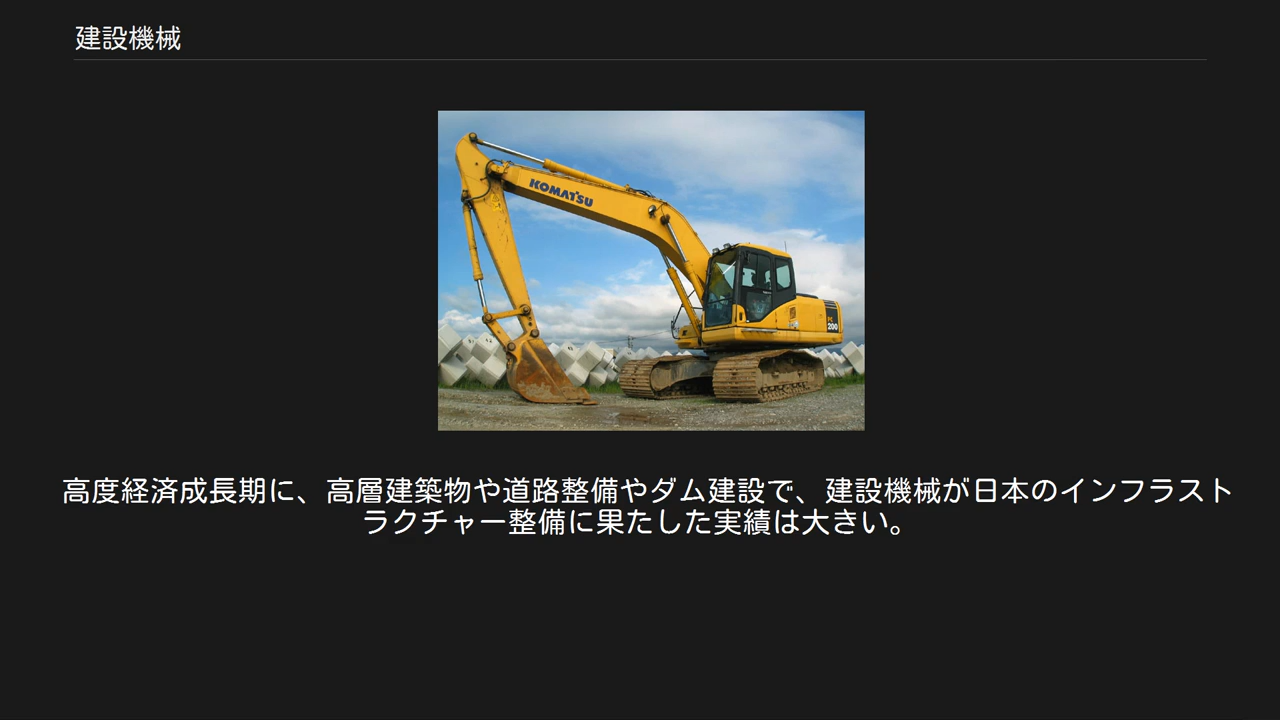 建設機械
KOMATSU
PC
200
高度経済成長期に、高層建築物や道路整備やダム建設で、建設機械が日本のインフラスト
ラクチャー整備に果たした実績は大きい。